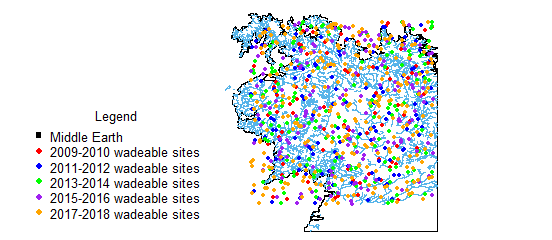 Legend
Middle Earth
2009-2010 wadeable sites
2011-2012 wadeable sites
2013-2014 wadeable sites
2015-2016 wadeable sites
2017-2018 wadeable sites